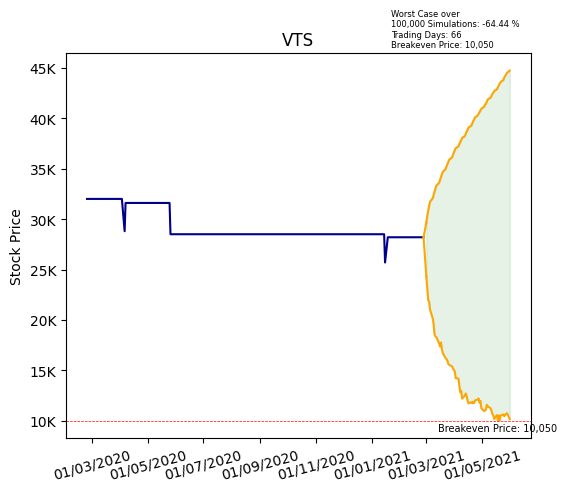 Worst Case over
100,000 Simulations: -64.44 %
Trading Days: 66
Breakeven Price: 10,050
VTS
45K
40K
35K
30K
25K
20K
15K
10K
Stock Price
Breakeven Price: 10,050
01/03/2020
01/05/2020
01/07/2020
01/09/2020
01/11/2020
01/01/2021
01/03/2021
01/05/2021